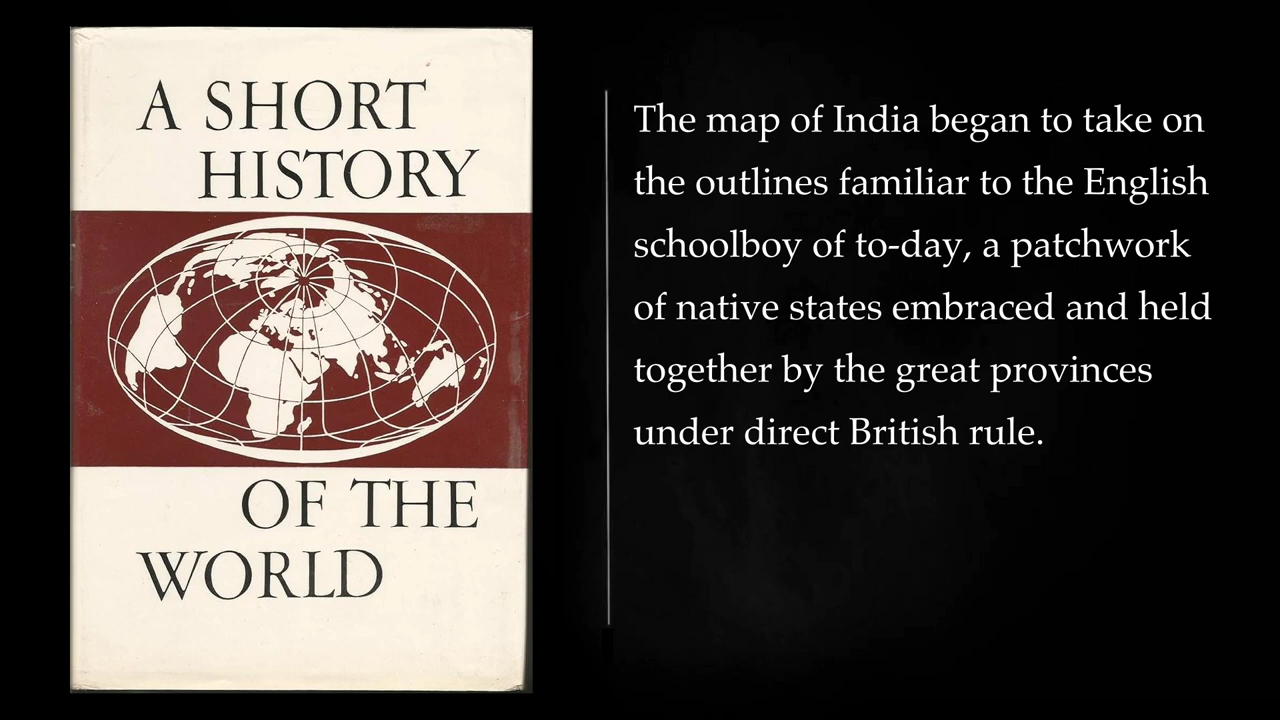 A SHORT
HISTORY
OF THE
WORLD
The map of India began to take on
the outlines familiar to the English
schoolboy of to-day, a patchwork
of native states embraced and held
together by the great provinces
under direct British rule.